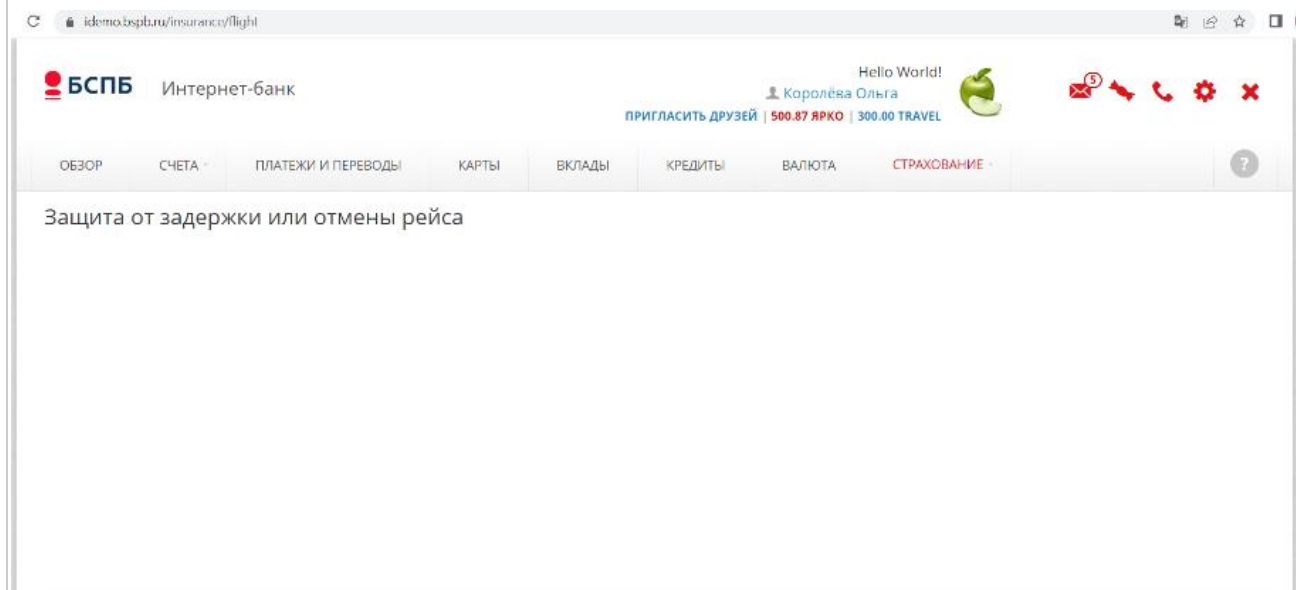 idemo.bspb.ru/insurance/flight
БСПБ Интернет-банк
Hello World!
Королёва Ольга
ПРИГЛАСИТЬ ДРУЗЕЙ | 500.87 ЯРКО | 300.00 TRAVEL
5
ОБЗОР СЧЕТА ПЛАТЕЖИ И ПЕРЕВОДЫ КАРТЫ ВКЛАДЫ КРЕДИТЫ ВАЛЮТА СТРАХОВАНИЕ ?
Защита от задержки или отмены рейса